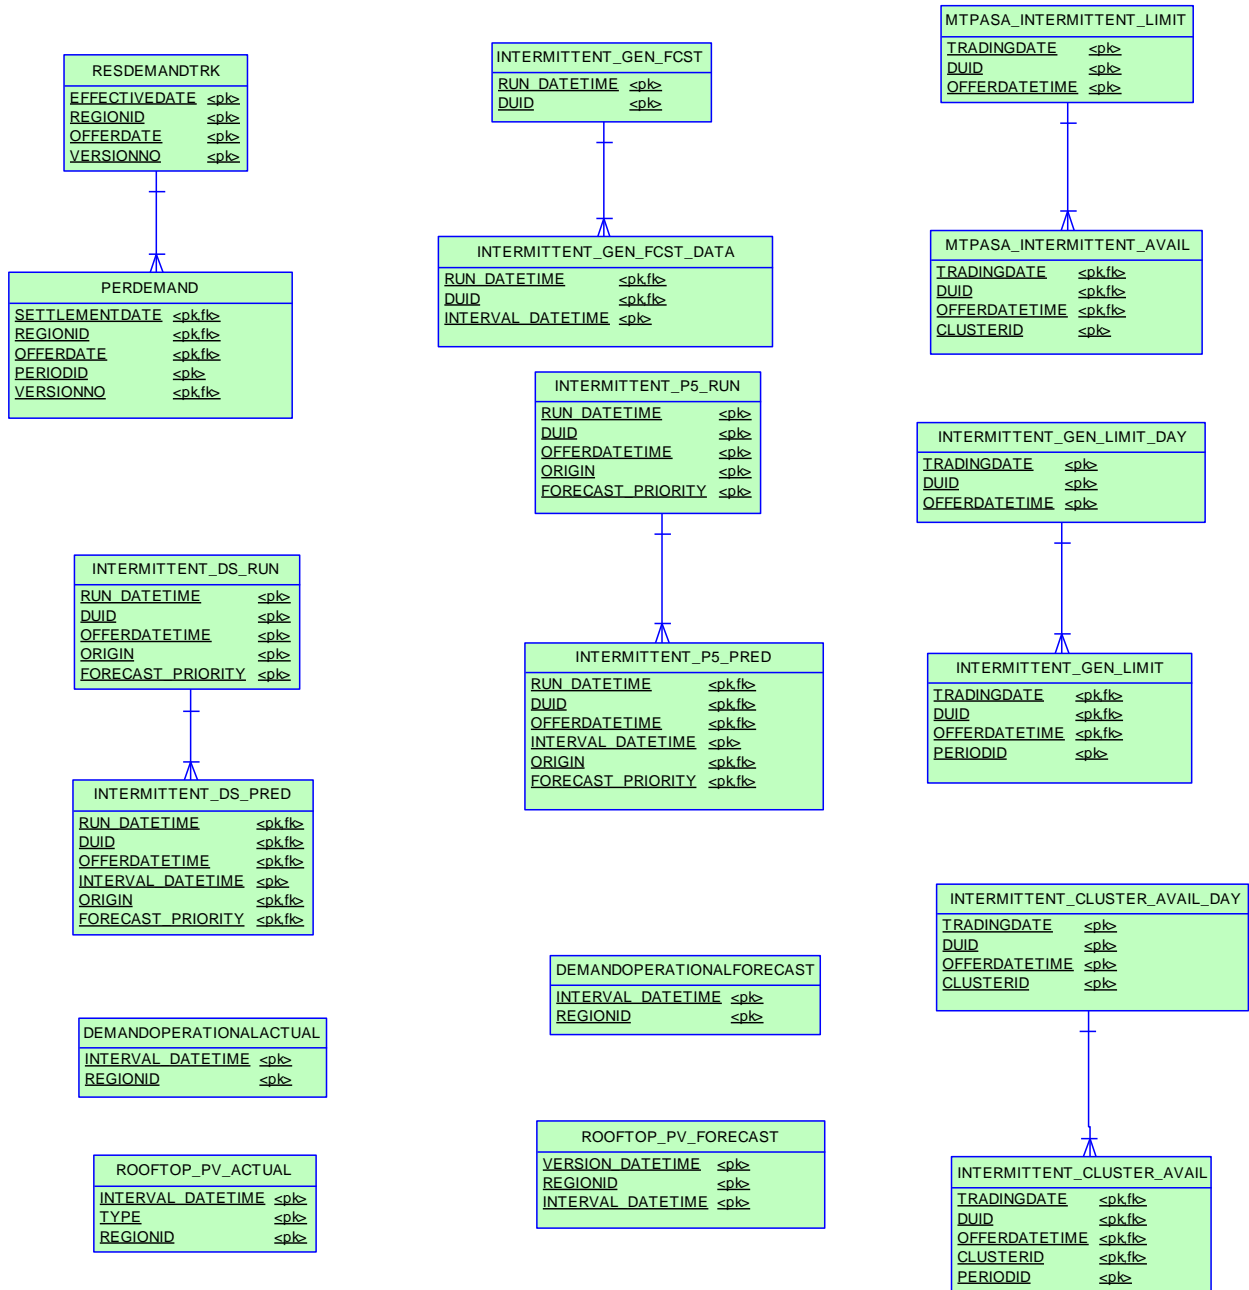 RESDEMANDTRK
EFFECTIVEDATE <pk>
REGIONID <pk>
OFFERDATE <pk>
VERSIONNO <pk>
PERDEMAND
SETTLEMENTDATE <pk,fk>
REGIONID <pk,fk>
OFFERDATE <pk,fk>
PERIODID <pk>
VERSIONNO <pk,fk>
INTERMITTENT_DS_RUN
RUN_DATETIME <pk>
DUID <pk>
OFFERDATETIME <pk>
ORIGIN <pk>
FORECAST_PRIORITY <pk>
INTERMITTENT_DS_PRED
RUN_DATETIME <pk,fk>
DUID <pk,fk>
OFFERDATETIME <pk,fk>
INTERVAL_DATETIME <pk>
ORIGIN <pk,fk>
FORECAST_PRIORITY <pk,fk>
DEMANDOPERATIONALACTUAL
INTERVAL_DATETIME <pk>
REGIONID <pk>
ROOFTOP_PV_ACTUAL
INTERVAL_DATETIME <pk>
TYPE <pk>
REGIONID <pk>
INTERMITTENT_GEN_FCST
RUN_DATETIME <pk>
DUID <pk>
INTERMITTENT_GEN_FCST_DATA
RUN_DATETIME <pk,fk>
DUID <pk,fk>
INTERVAL_DATETIME <pk>
INTERMITTENT_P5_RUN
RUN_DATETIME <pk>
DUID <pk>
OFFERDATETIME <pk>
ORIGIN <pk>
FORECAST_PRIORITY <pk>
INTERMITTENT_P5_PRED
RUN_DATETIME <pk,fk>
DUID <pk,fk>
OFFERDATETIME <pk,fk>
INTERVAL_DATETIME <pk>
ORIGIN <pk,fk>
FORECAST_PRIORITY <pk,fk>
DEMANDOPERATIONALFORECAST
INTERVAL_DATETIME <pk>
REGIONID <pk>
ROOFTOP_PV_FORECAST
VERSION_DATETIME <pk>
REGIONID <pk>
INTERVAL_DATETIME <pk>
MTPASA_INTERMITTENT_LIMIT
TRADINGDATE <pk>
DUID <pk>
OFFERDATETIME <pk>
MTPASA_INTERMITTENT_AVAIL
TRADINGDATE <pk,fk>
DUID <pk,fk>
OFFERDATETIME <pk,fk>
CLUSTERID <pk>
INTERMITTENT_GEN_LIMIT_DAY
TRADINGDATE <pk>
DUID <pk>
OFFERDATETIME <pk>
INTERMITTENT_GEN_LIMIT
TRADINGDATE <pk,fk>
DUID <pk,fk>
OFFERDATETIME <pk,fk>
PERIODID <pk>
INTERMITTENT_CLUSTER_AVAIL_DAY
TRADINGDATE <pk>
DUID <pk>
OFFERDATETIME <pk>
CLUSTERID <pk>
INTERMITTENT_CLUSTER_AVAIL
TRADINGDATE <pk,fk>
DUID <pk,fk>
OFFERDATETIME <pk,fk>
CLUSTERID <pk,fk>
PERIODID <pk>